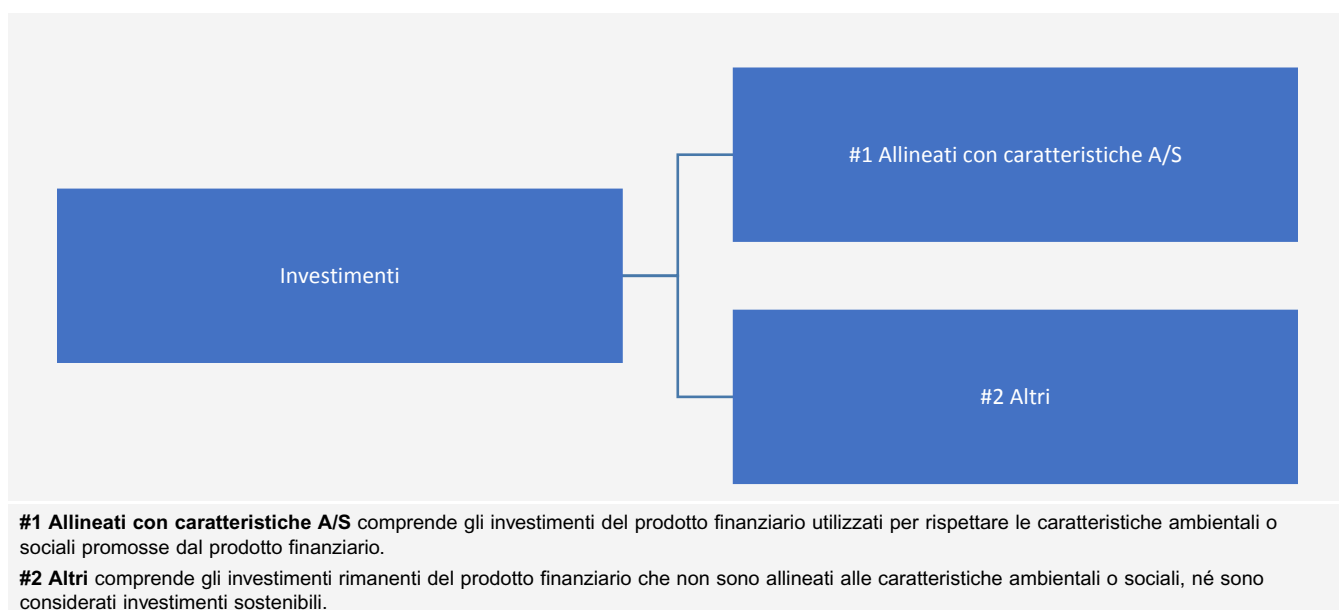 #1 Allineati con caratteristiche A/S
Investimenti
#2 Altri
#1 Allineati con caratteristiche A/S comprende gli investimenti del prodotto finanziario utilizzati per rispettare le caratteristiche ambientali o
sociali promosse dal prodotto finanziario.
#2 Altri comprende gli investimenti rimanenti del prodotto finanziario che non sono allineati alle caratteristiche ambientali o sociali, né sono
considerati investimenti sostenibili.